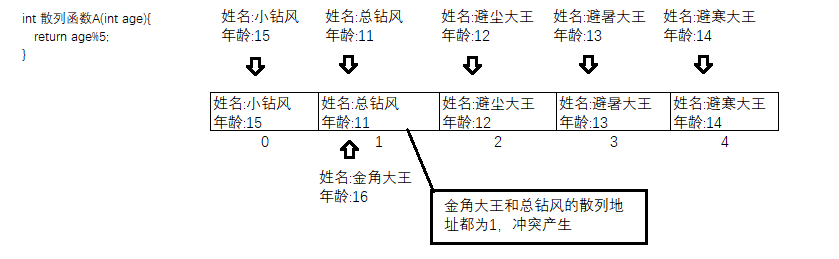 int 散列函数A(int age){
return age%5;
}
姓名:小钻风 姓名:总钻风 姓名:避尘大王 姓名:避暑大王 姓名:避寒大王
年龄:15 年龄:11 年龄:12 年龄:13 年龄:14
姓名:小钻风 姓名:总钻风 姓名:避尘大王 姓名:避暑大王 姓名:避寒大王
年龄:15 年龄:11 年龄:12 年龄:13 年龄:14
0 1 2 3 4
姓名:金角大王
年龄:16
金角大王和总钻风的散列地
址都为1，冲突产生